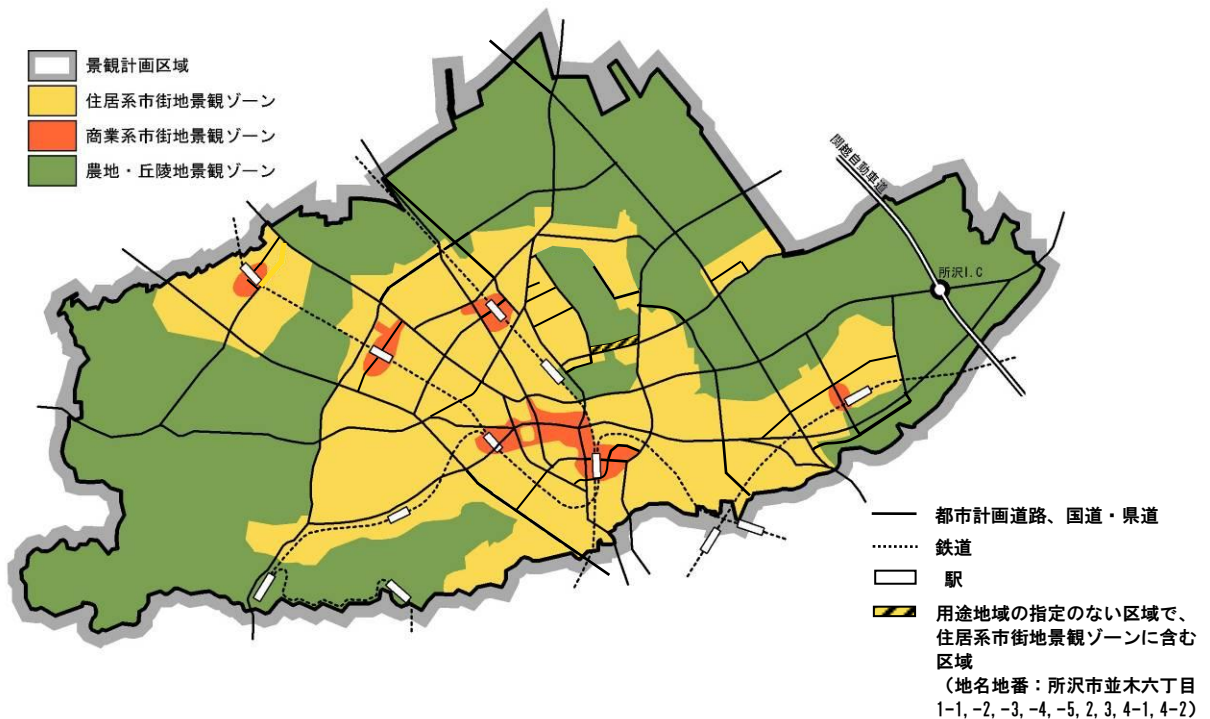 景観計画区域
住居系市街地景観ゾーン
商業系市街地景観ゾーン
農地・丘陵地景観ゾーン
関越自動車道
所沢I.C
都市計画道路、国道・県道
鉄道
駅
用途地域の指定のない区域で、
住居系市街地景観ゾーンに含む
区域
（地名地番：所沢市並木六丁目
1-1, -2, -3, -4, -5, 2, 3, 4-1, 4-2）